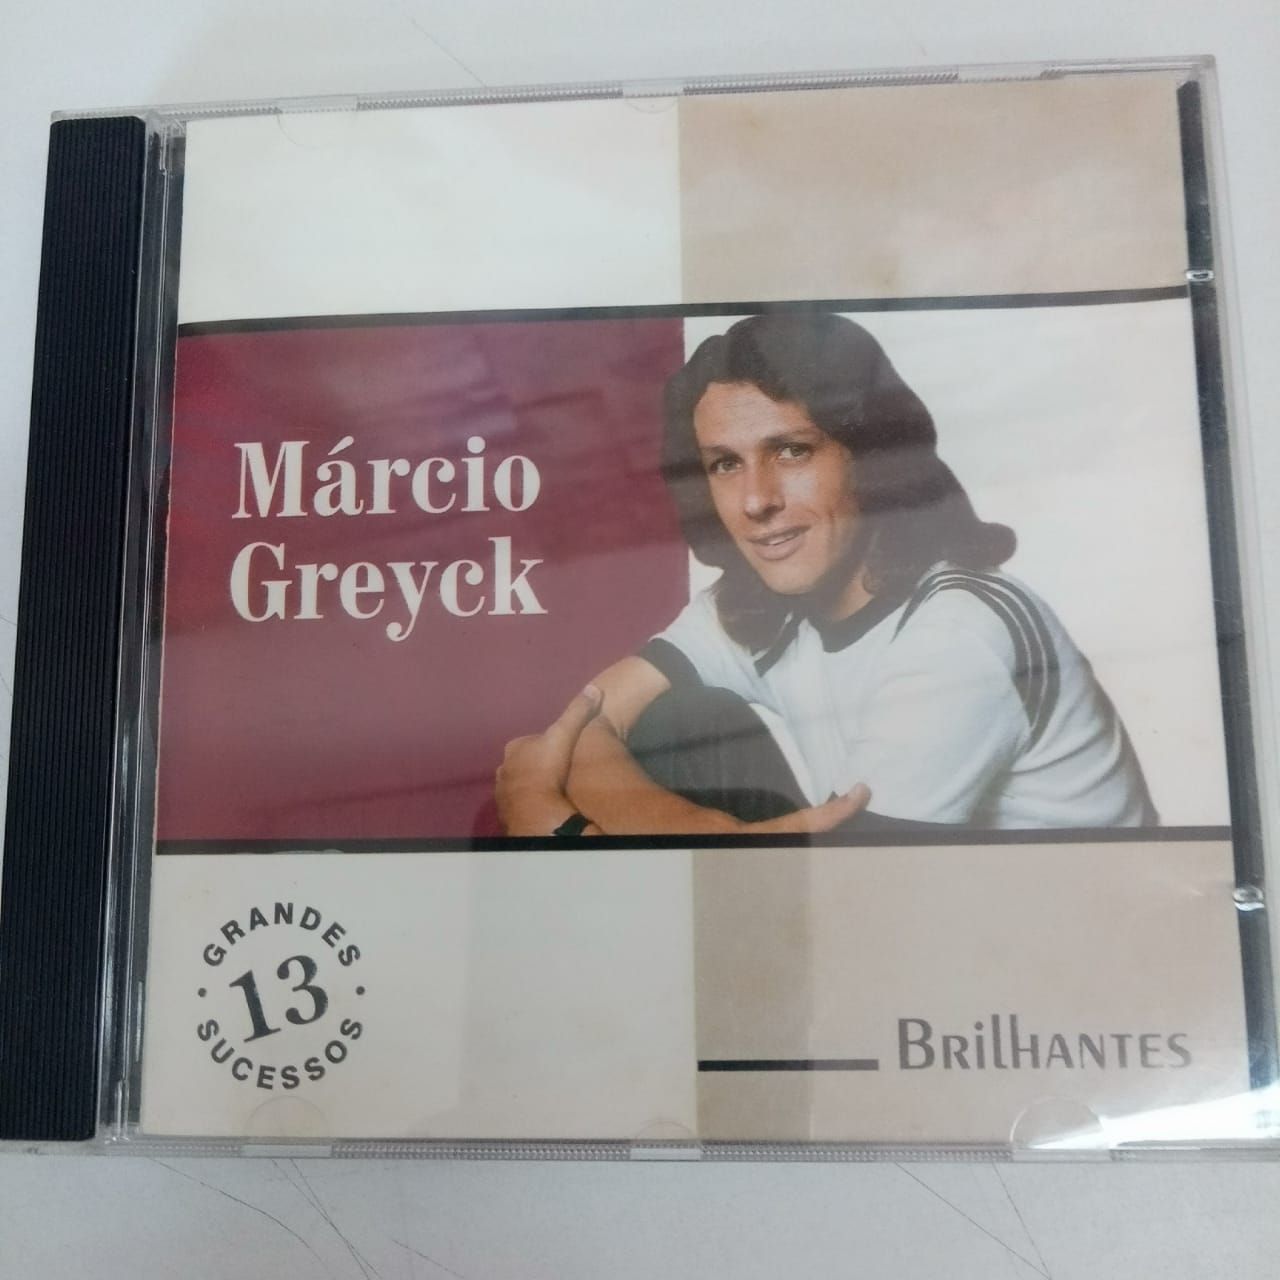 Márcio
Greyck
GRANDES
13
SUCESSOS
BRilHANTES